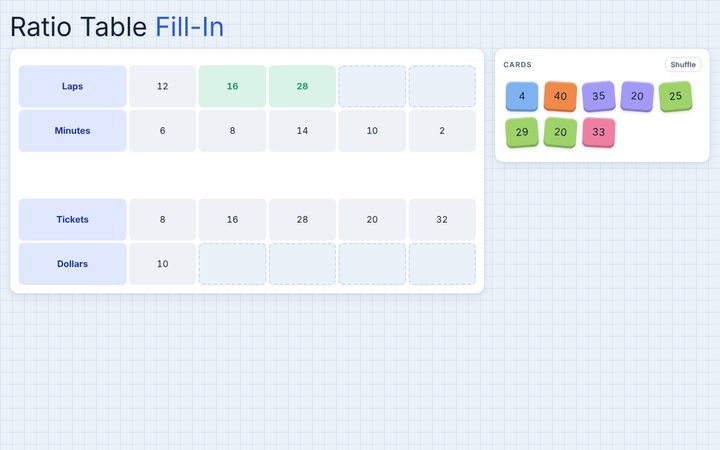 Ratio Table Fill-In
Laps 12 16 28
Minutes 6 8 14 10 2
Tickets 8 16 28 20 32
Dollars 10
CARDS Shuffle
4 40 35 20 25
29 20 33